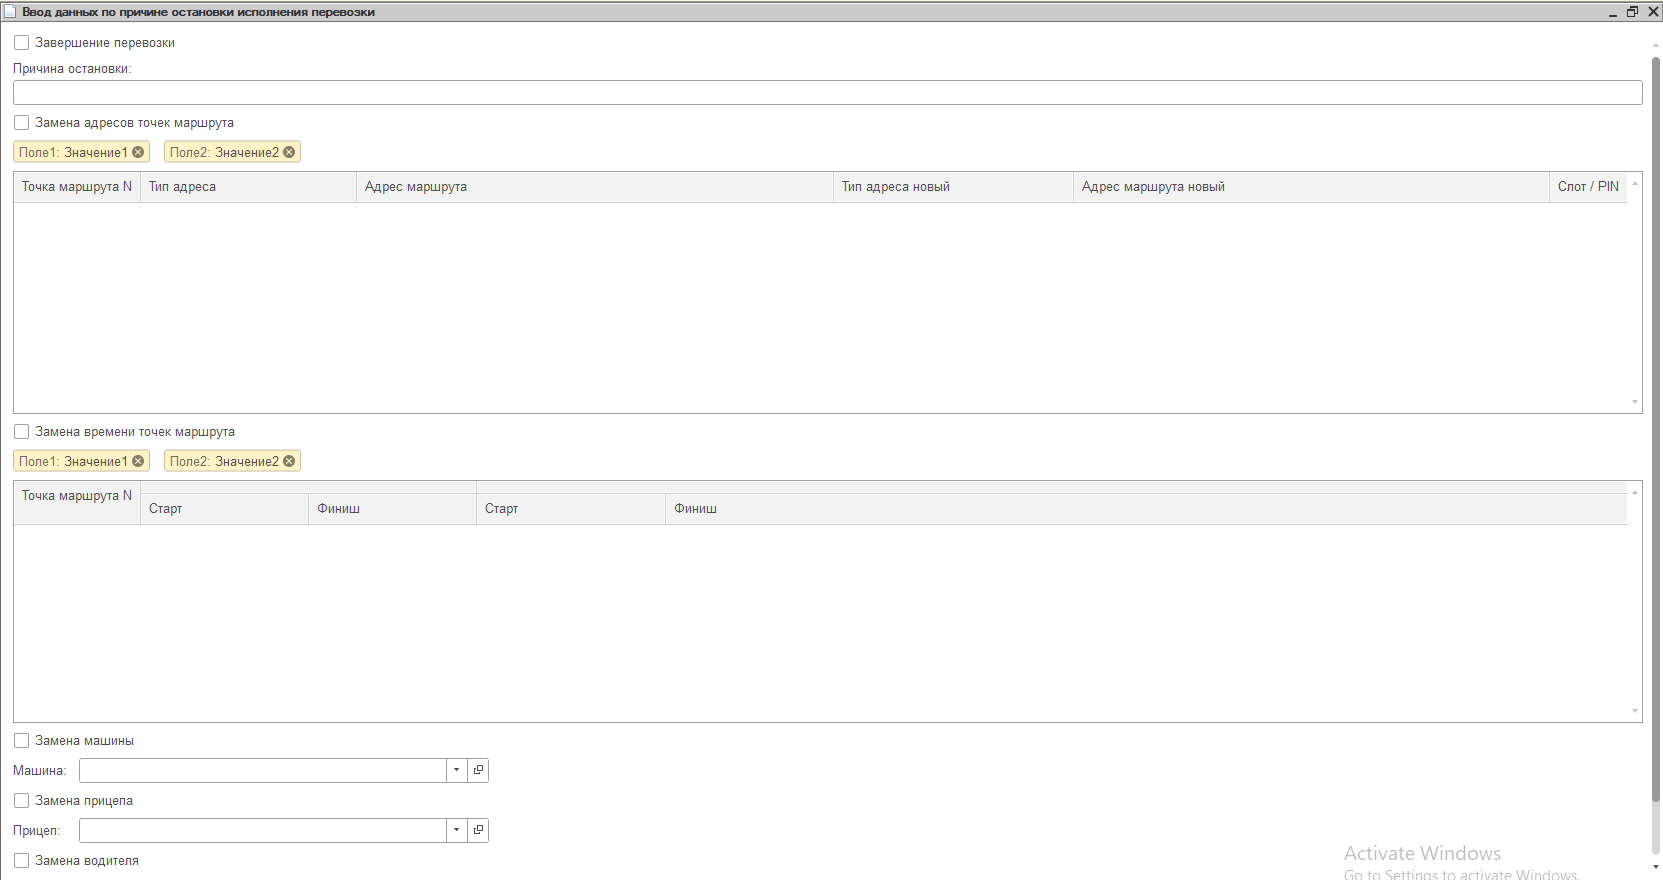 Ввод данных по причине остановки исполнения перевозки
Завершение перевозки
Причина остановки:
Замена адресов точек маршрута
Поле1: Значение1 Поле2: Значение2
Точка маршрута N Тип адреса Адрес маршрута Тип адреса новый Адрес маршрута новый Слот / PIN
Замена времени точек маршрута
Поле1: Значение1 Поле2: Значение2
Точка маршрута N
Старт Финиш Старт Финиш
Замена машины
Машина:
Замена прицепа
Прицеп:
Замена водителя
Activate Windows
Go to Settings to activate Windows.